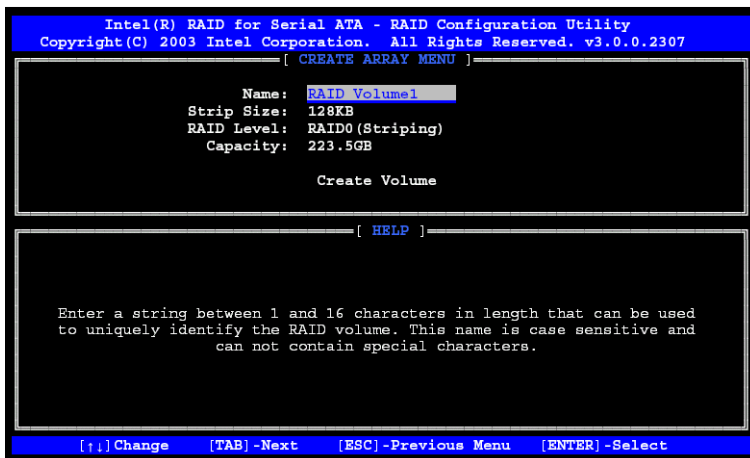 Intel(R) RAID for Serial ATA - RAID Configuration Utility
Copyright(C) 2003 Intel Corporation. All Rights Reserved. v3.0.0.2307
[ CREATE ARRAY MENU ]
Name: RAID Volume1
Strip Size: 128KB
RAID Level: RAID0(Striping)
Capacity: 223.5GB
Create Volume
[ HELP ]
Enter a string between 1 and 16 characters in length that can be used
to uniquely identify the RAID volume. This name is case sensitive and
can not contain special characters.
[↑↓]Change [TAB]-Next [ESC]-Previous Menu [ENTER]-Select